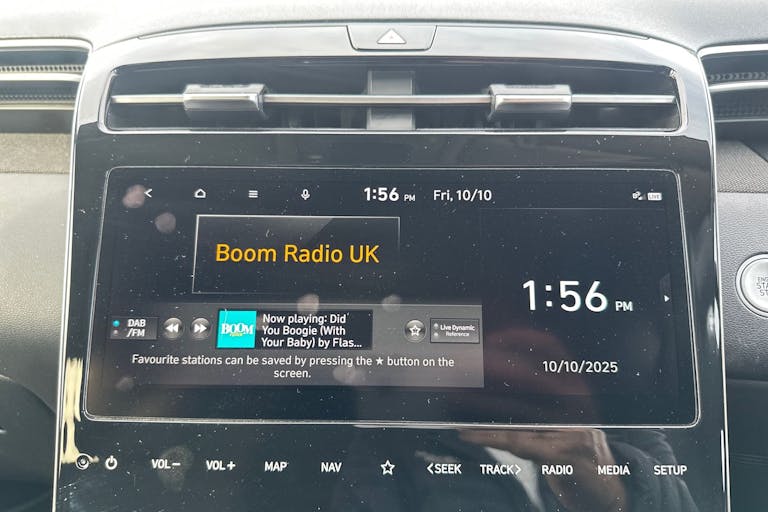 1:56 PM Fri, 10/10
LIVE
Boom Radio UK
1:56 PM
10/10/2025
DAB
/FM
BOOM
Now playing: Did
You Boogie (With
Your Baby) by Flas...
Live Dynamic
Reference
Favourite stations can be saved by pressing the ★ button on the
screen.
VOL− VOL+ MAP NAV ☆ <SEEK TRACK> RADIO MEDIA SETUP